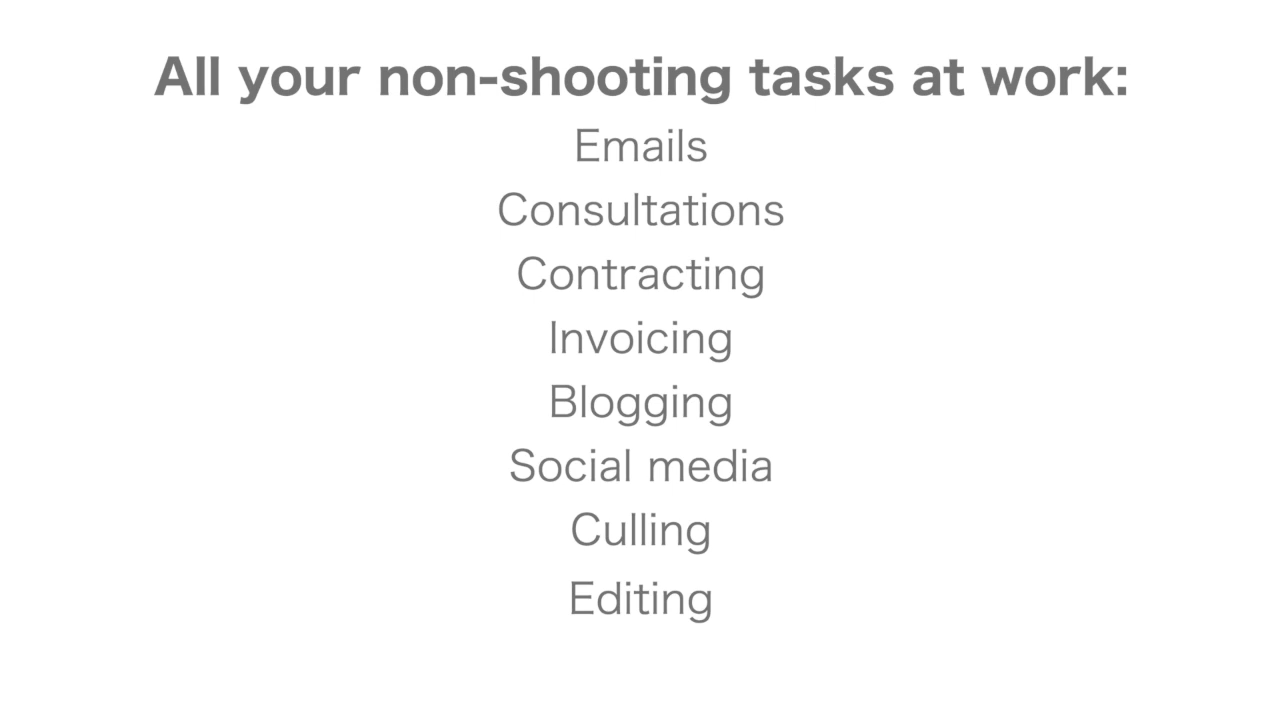 All your non-shooting tasks at work:
Emails
Consultations
Contracting
Invoicing
Blogging
Social media
Culling
Editing